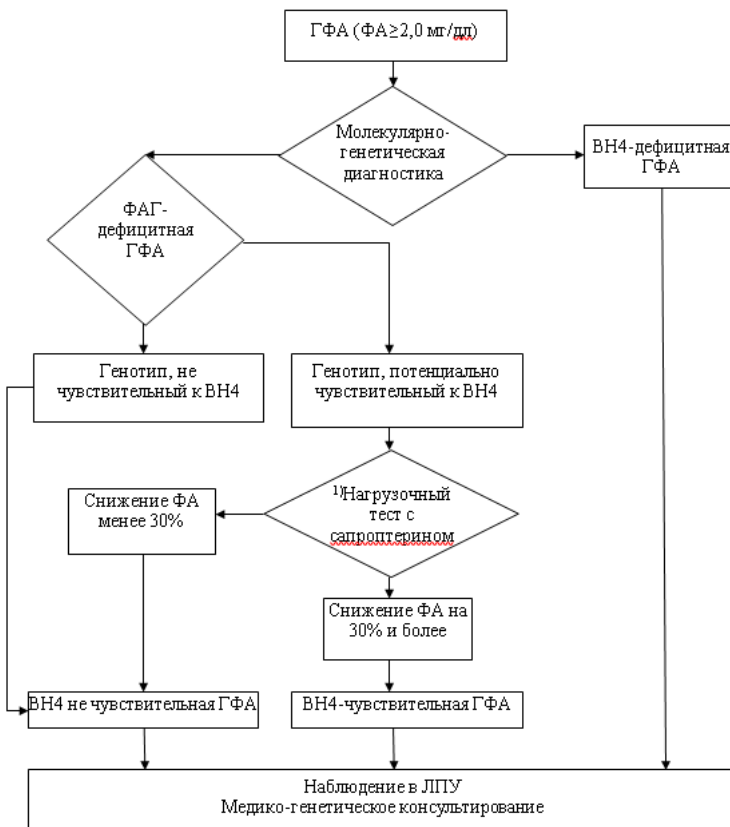 ГФА (ФА≥2,0 мг/дл)
Молекулярно-
генетическая
диагностика
ВН4-дефицитная
ГФА
ФАГ-
дефицитная
ГФА
Генотип, не
чувствительный к ВН4
Генотип, потенциально
чувствительный к ВН4
Снижение ФА
менее 30%
1)Нагрузочный
тест с
сапроптерином
Снижение ФА на
30% и более
ВН4 не чувствительная ГФА
ВН4-чувствительная ГФА
Наблюдение в ЛПУ
Медико-генетическое консультирование